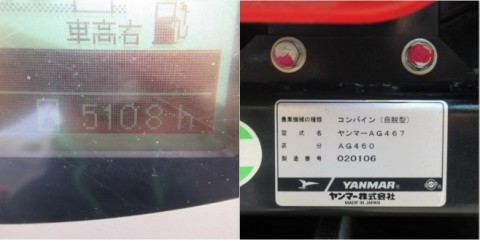 車高右
510.8h
農業機械の種類 コンバイン(自脱型)
型式名 ヤンマーAG467
区分 AG460
製造番号 020106
YANMAR
ヤンマー株式会社
MADE IN JAPAN